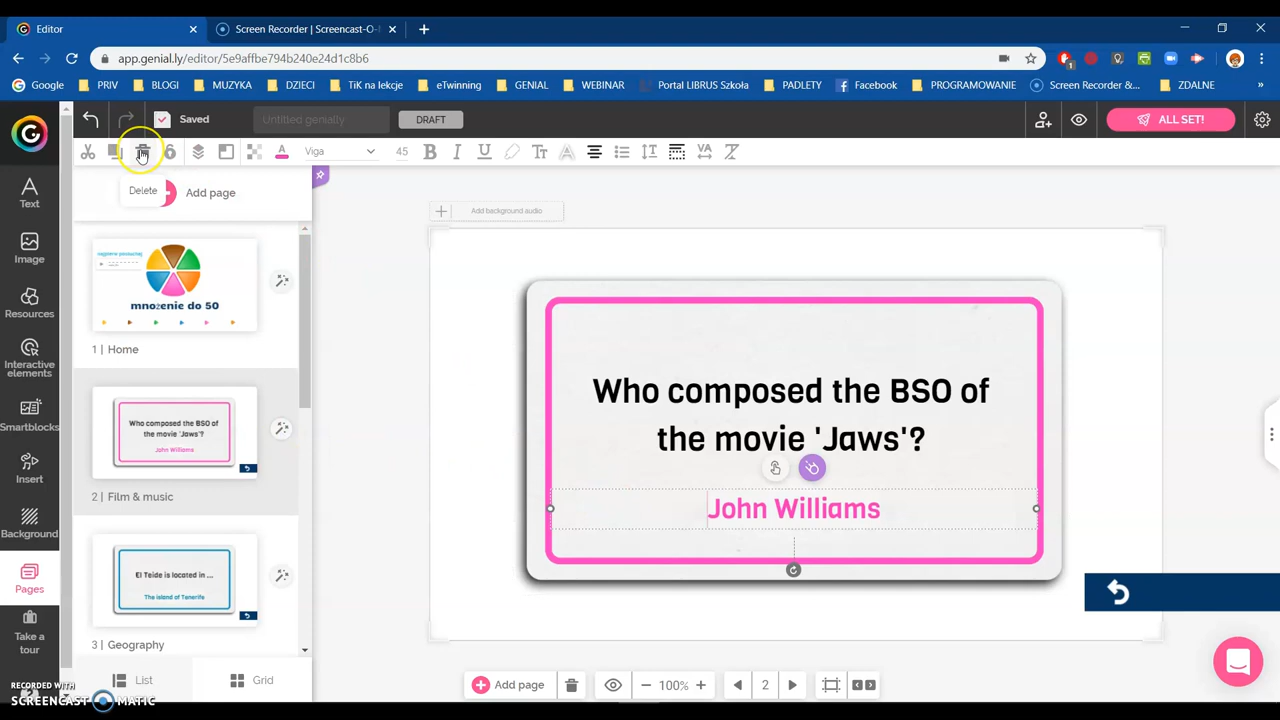 Editor
Screen Recorder | Screencast-O-
app.genial.ly/editor/5e9affbe794b240e24d1c8b6
Google
PRIV
BLOGI
MUZYKA
DZIECI
TiK na lekcje
eTwinning
GENIAL
WEBINAR
Portal LIBRUS Szkoła
PADLETY
Facebook
PROGRAMOWANIE
Screen Recorder &...
ZDALNE
Saved
Untitled genially
DRAFT
ALL SET!
Viga
45
Delete
Add page
Text
Image
Resources
Interactive
elements
Smartblocks
Insert
Background
Pages
Take a
tour
mnożenie do 50
1 | Home
Who composed the BSO of
the movie 'Jaws'?
John Williams
2 | Film & music
El Teide is located in ...
The island of Tenerife
3 | Geography
List
Grid
Add background audio
Who composed the BSO of
the movie 'Jaws'?
John Williams
Add page
100%
2
RECORDED WITH
SCREENCAST MATIC